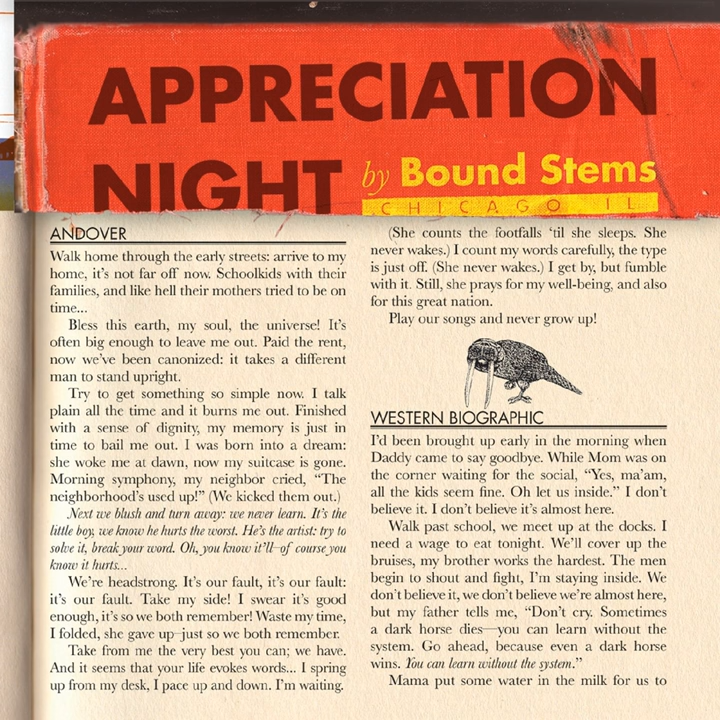 APPRECIATION
NIGHT by Bound Stems
CHICAGO IL
ANDOVER
Walk home through the early streets: arrive to my
home, it's not far off now. Schoolkids with their
families, and like hell their mothers tried to be on
time...
Bless this earth, my soul, the universe! It's
often big enough to leave me out. Paid the rent,
now we've been canonized: it takes a different
man to stand upright.
Try to get something so simple now. I talk
plain all the time and it burns me out. Finished
with a sense of dignity, my memory is just in
time to bail me out. I was born into a dream:
she woke me at dawn, now my suitcase is gone.
Morning symphony, my neighbor cried, “The
neighborhood's used up!” (We kicked them out.)
Next we blush and turn away: we never learn. It's the
little boy, we know he hurts the worst. He's the artist: try to
solve it, break your word. Oh, you know it'll–of course you
know it hurts...
We're headstrong. It's our fault, it's our fault:
it's our fault. Take my side! I swear it's good
enough, it's so we both remember! Waste my time,
I folded, she gave up–just so we both remember.
Take from me the very best you can; we have.
And it seems that your life evokes words... I spring
up from my desk, I pace up and down. I'm waiting.
(She counts the footfalls ‘til she sleeps. She
never wakes.) I count my words carefully, the type
is just off. (She never wakes.) I get by, but fumble
with it. Still, she prays for my well-being, and also
for this great nation.
Play our songs and never grow up!
WESTERN BIOGRAPHIC
I'd been brought up early in the morning when
Daddy came to say goodbye. While Mom was on
the corner waiting for the social, “Yes, ma'am,
all the kids seem fine. Oh let us inside.” I don't
believe it. I don't believe it's almost here.
Walk past school, we meet up at the docks. I
need a wage to eat tonight. We'll cover up the
bruises, my brother works the hardest. The men
begin to shout and fight, I'm staying inside. We
don't believe it, we don't believe we're almost here,
but my father tells me, “Don't cry. Sometimes
a dark horse dies—you can learn without the
system. Go ahead, because even a dark horse
wins. You can learn without the system.”
Mama put some water in the milk for us to